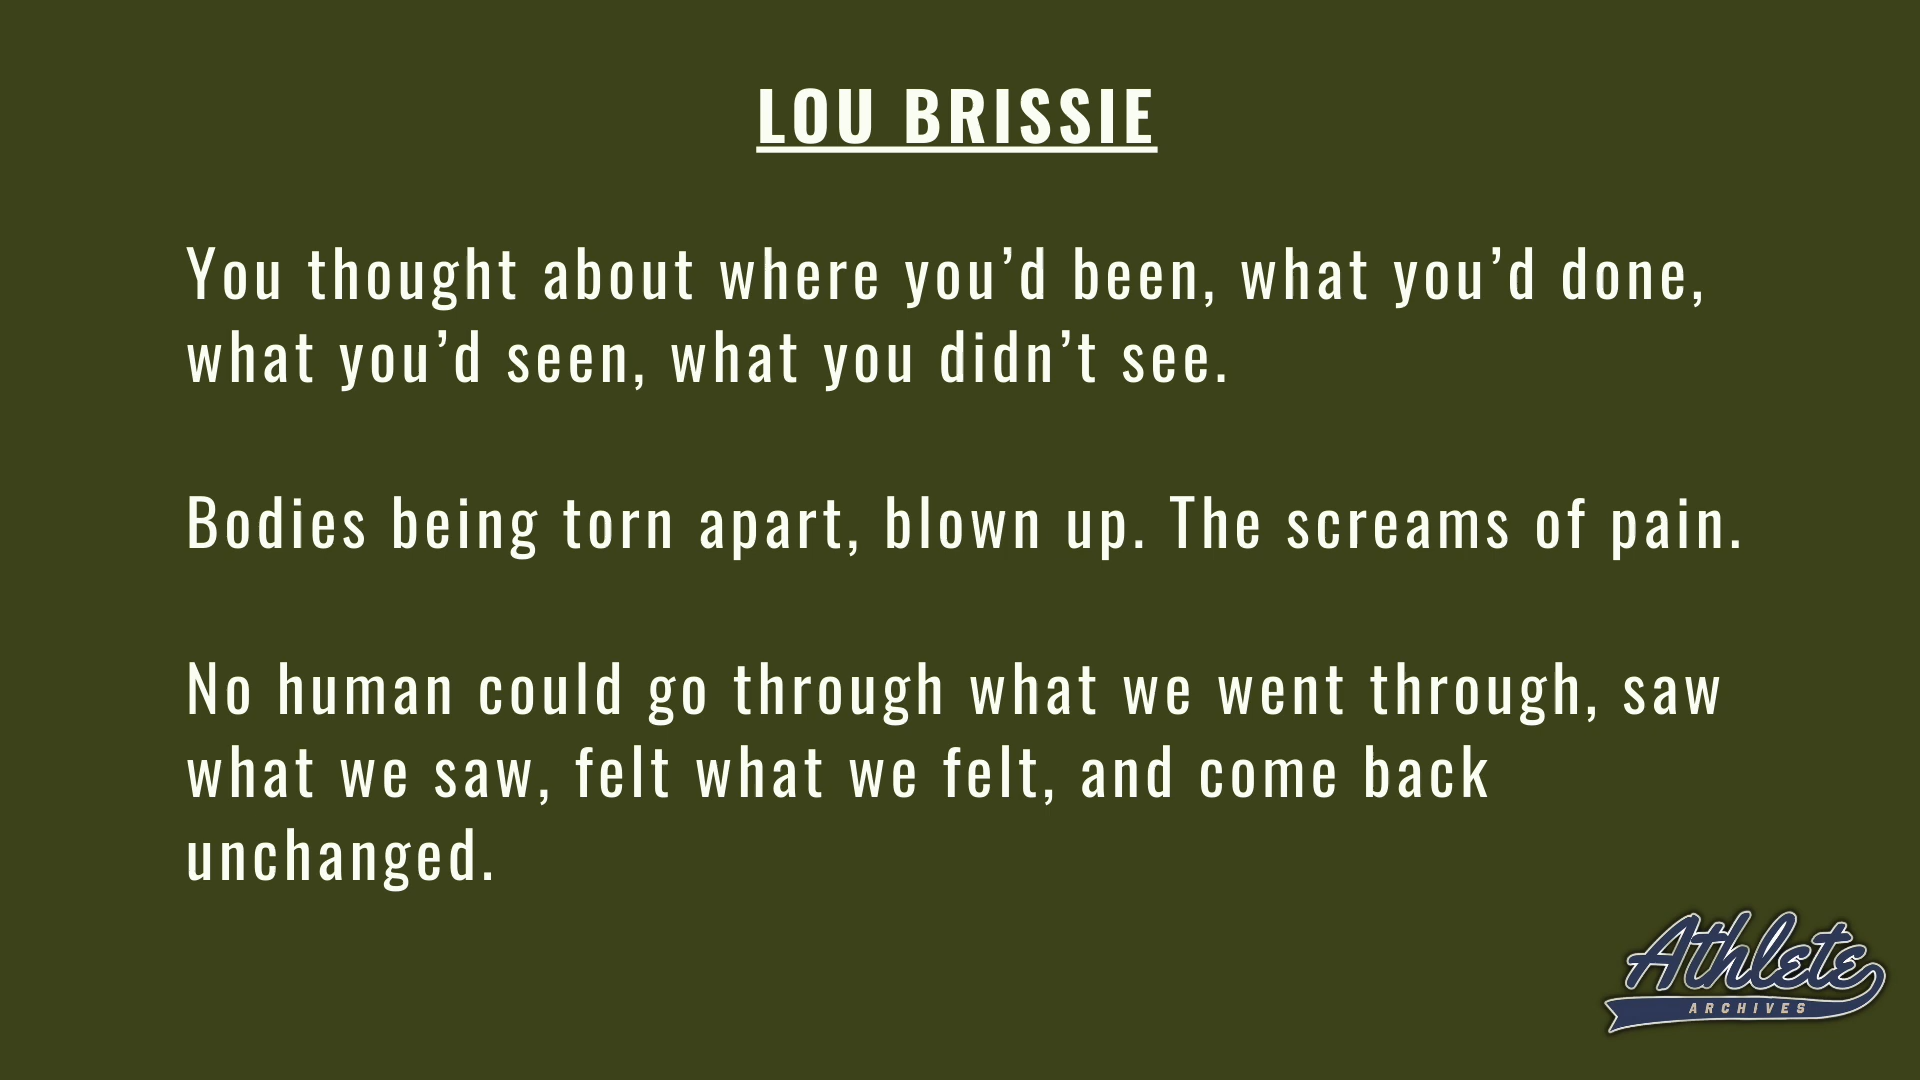 LOU BRISSIE
You thought about where you’d been, what you’d done,
what you’d seen, what you didn’t see.
Bodies being torn apart, blown up. The screams of pain.
No human could go through what we went through, saw
what we saw, felt what we felt, and come back
unchanged.
Athlete
ARCHIVES